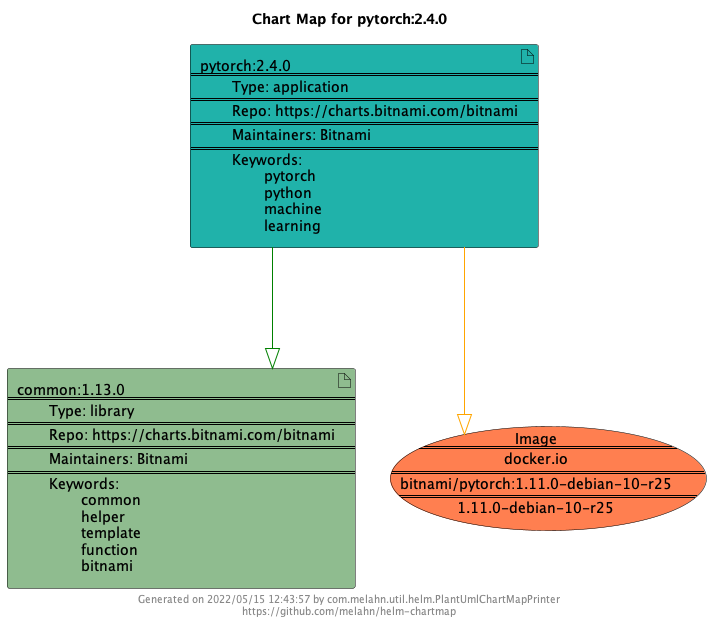 Chart Map for pytorch:2.4.0
pytorch:2.4.0
Type: application
Repo: https://charts.bitnami.com/bitnami
Maintainers: Bitnami
Keywords:
pytorch
python
machine
learning
common:1.13.0
Type: library
Repo: https://charts.bitnami.com/bitnami
Maintainers: Bitnami
Keywords:
common
helper
template
function
bitnami
Image
docker.io
bitnami/pytorch:1.11.0-debian-10-r25
1.11.0-debian-10-r25
Generated on 2022/05/15 12:43:57 by com.melahn.util.helm.PlantUmlChartMapPrinter
https://github.com/melahn/helm-chartmap